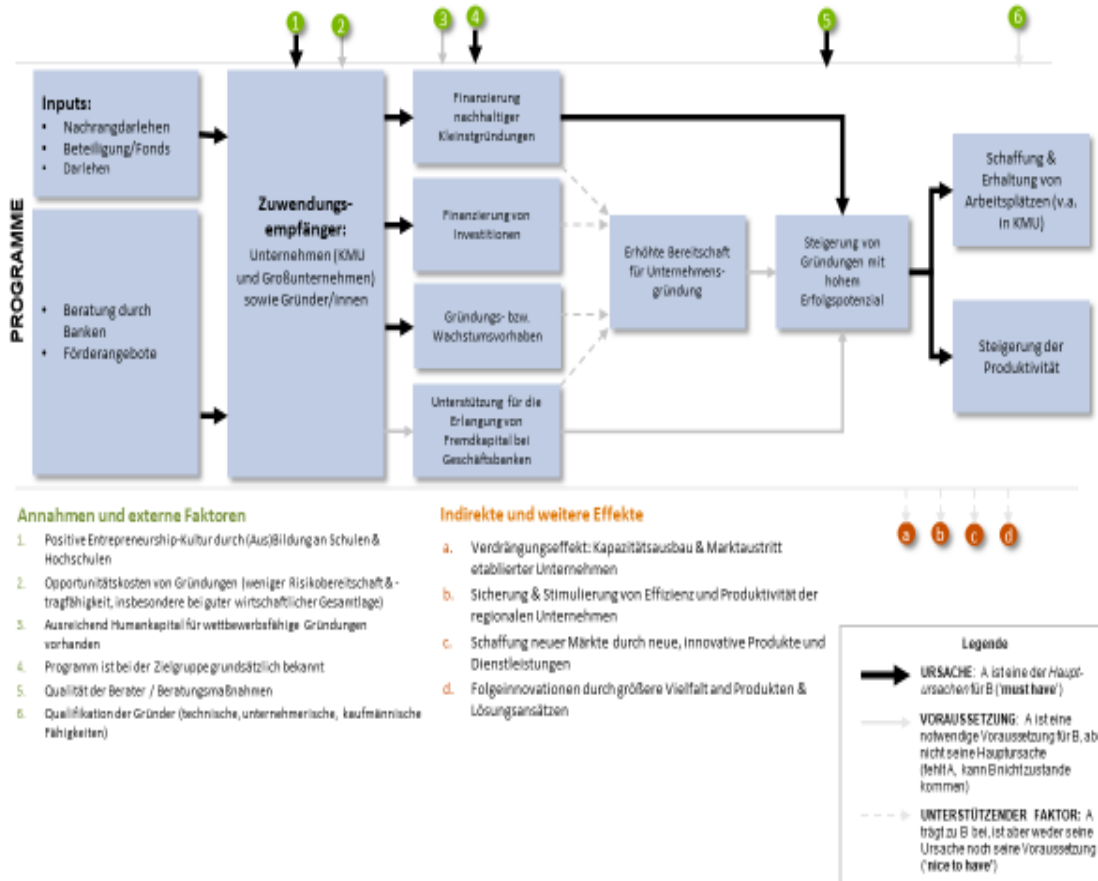 1
2
3
4
5
6
PROGRAMME
Inputs:
• Nachrangdarlehen
• Beteiligung/Fonds
• Darlehen
• Beratung durch
Banken
• Förderangebote
Zuwendungs-
empfänger:
Unternehmen (KMU
und Großunternehmen)
sowie Gründer/innen
Finanzierung
nachhaltiger
Kleinstgründungen
Finanzierung von
Investitionen
Gründungs- bzw.
Wachstumsvorhaben
Unterstützung für die
Erlangung von
Fremdkapital bei
Geschäftsbanken
Erhöhte Bereitschaft
für Unternehmens-
gründung
Steigerung von
Gründungen mit
hohem
Erfolgspotenzial
Schaffung &
Erhaltung von
Arbeitsplätzen (v.a.
in KMU)
Steigerung der
Produktivität
a
b
c
d
Annahmen und externe Faktoren
1. Positive Entrepreneurship-Kultur durch (Aus)Bildung an Schulen &
Hochschulen
2. Opportunitätskosten von Gründungen (weniger Risikobereitschaft & -
tragfähigkeit, insbesondere bei guter wirtschaftlicher Gesamtlage)
3. Ausreichend Humankapital für wettbewerbsfähige Gründungen
vorhanden
4. Programm ist bei der Zielgruppe grundsätzlich bekannt
5. Qualität der Berater / Beratungsmaßnahmen
6. Qualifikation der Gründer (technische, unternehmerische, kaufmännische
Fähigkeiten)
Indirekte und weitere Effekte
a. Verdrängungseffekt: Kapazitätsausbau & Marktaustritt
etablierter Unternehmen
b. Sicherung & Stimulierung von Effizienz und Produktivität der
regionalen Unternehmen
c. Schaffung neuer Märkte durch neue, innovative Produkte und
Dienstleistungen
d. Folgeinnovationen durch größere Vielfalt and Produkten &
Lösungsansätzen
Legende
URSACHE: A ist eine der Haupt-
ursachen für B ('must have')
VORAUSSETZUNG: A ist eine
notwendige Voraussetzung für B, ab
nicht seine Hauptursache
(fehlt A, kann B nicht zustande
kommen)
UNTERSTÜTZENDER FAKTOR: A
trägt zu B bei, ist aber weder seine
Ursache noch seine Voraussetzung
('nice to have')